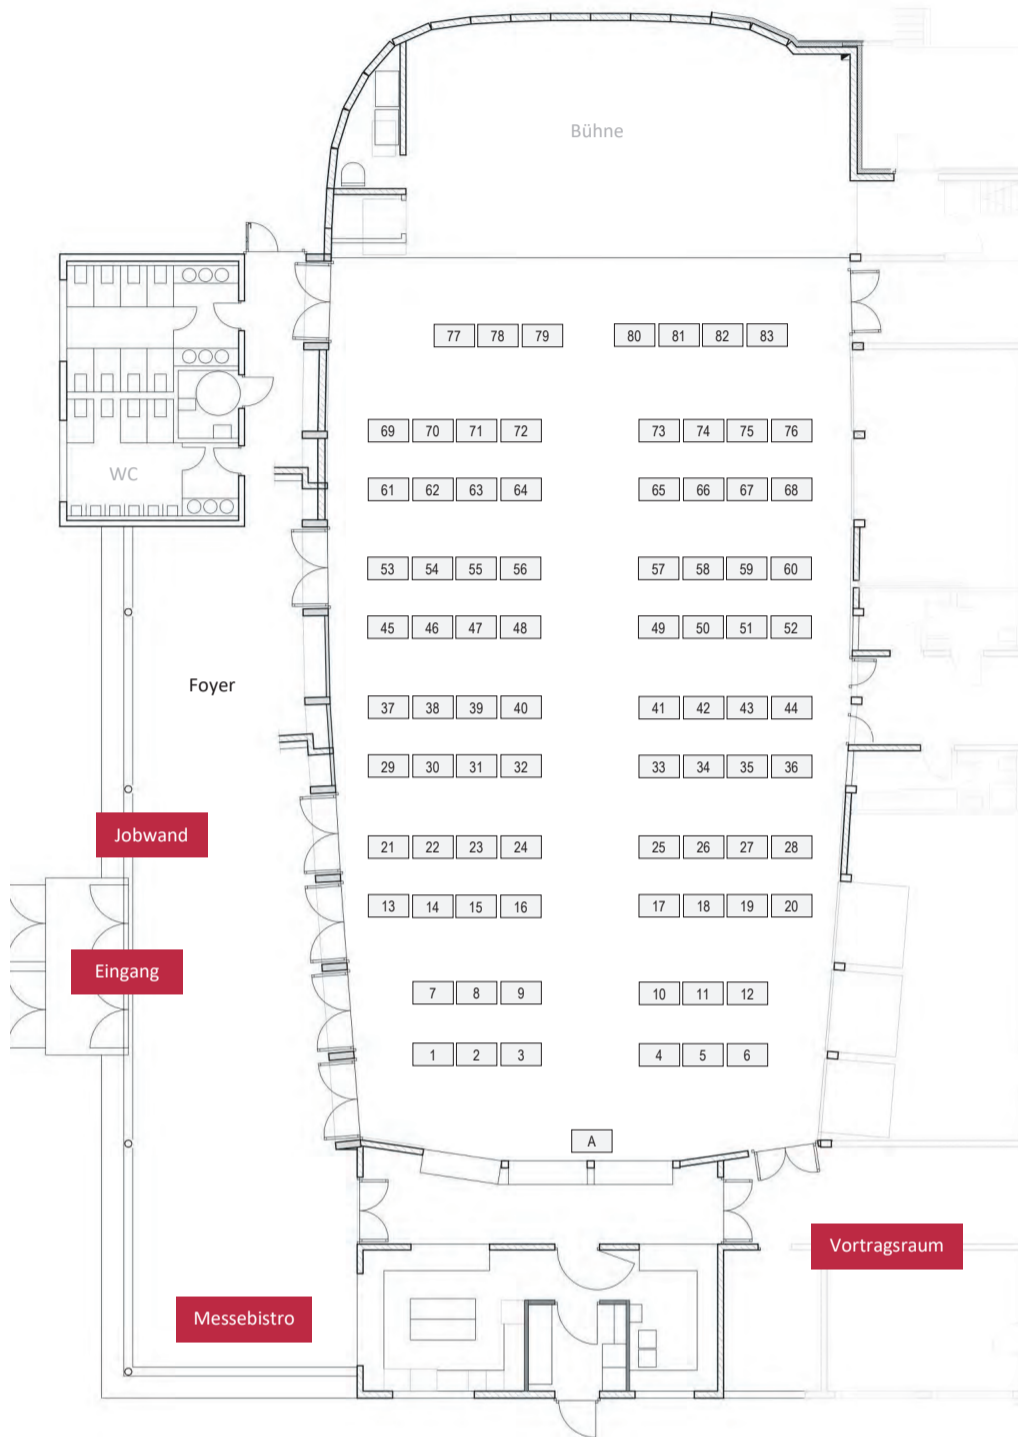 Bühne
77 78 79 80 81 82 83
69 70 71 72 73 74 75 76
WC
61 62 63 64 65 66 67 68
53 54 55 56 57 58 59 60
45 46 47 48 49 50 51 52
Foyer
37 38 39 40 41 42 43 44
29 30 31 32 33 34 35 36
Jobwand
21 22 23 24 25 26 27 28
13 14 15 16 17 18 19 20
Eingang
7 8 9 10 11 12
1 2 3 4 5 6
A
Vortragsraum
Messebistro